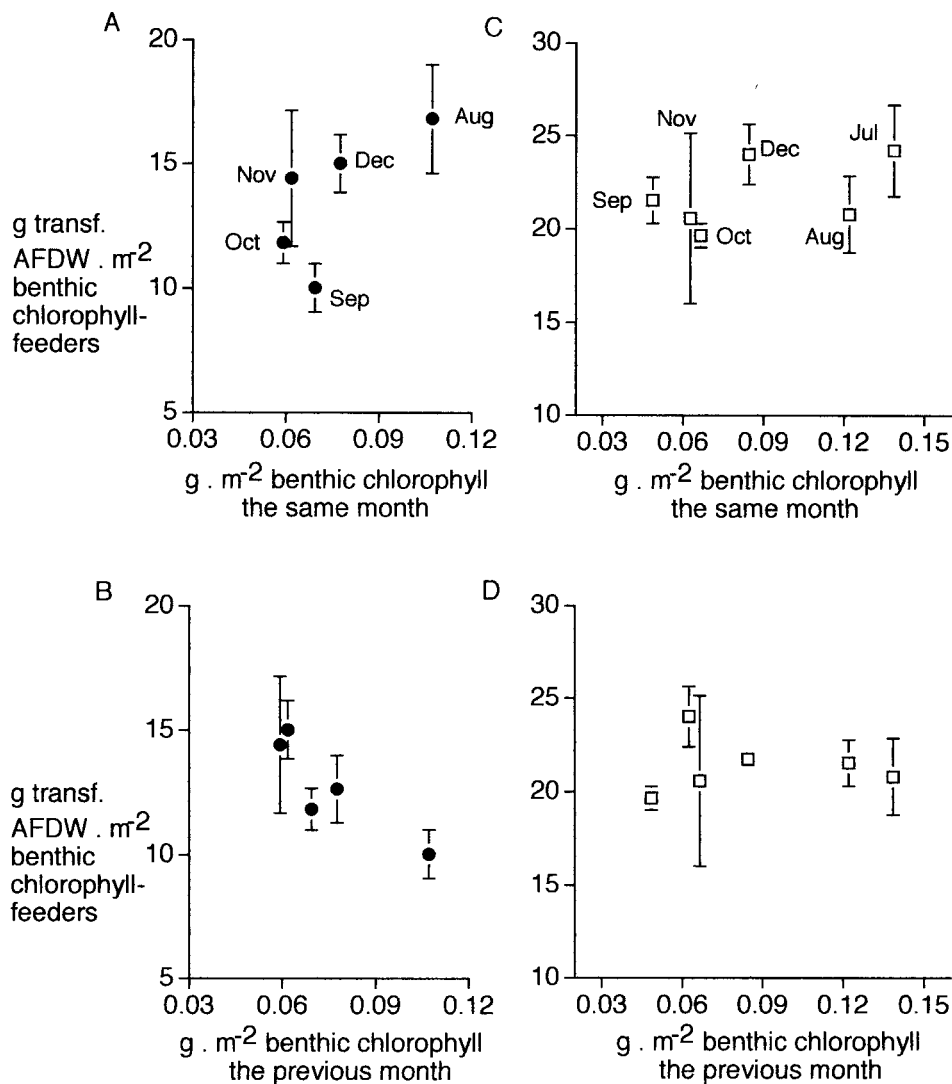 A
20
15
10
5
0.03 0.06 0.09 0.12
Nov
Dec
Aug
Oct
Sep
g transf.
AFDW . m-2
benthic
chlorophyll-
feeders
g . m-2 benthic chlorophyll
the same month
C
30
25
20
15
10
0.03 0.06 0.09 0.12 0.15
Nov
Jul
Dec
Sep
Oct
Aug
g . m-2 benthic chlorophyll
the same month
B
20
15
10
5
0.03 0.06 0.09 0.12
g transf.
AFDW . m-2
benthic
chlorophyll-
feeders
g . m-2 benthic chlorophyll
the previous month
D
30
25
20
15
10
0.03 0.06 0.09 0.12 0.15
g . m-2 benthic chlorophyll
the previous month